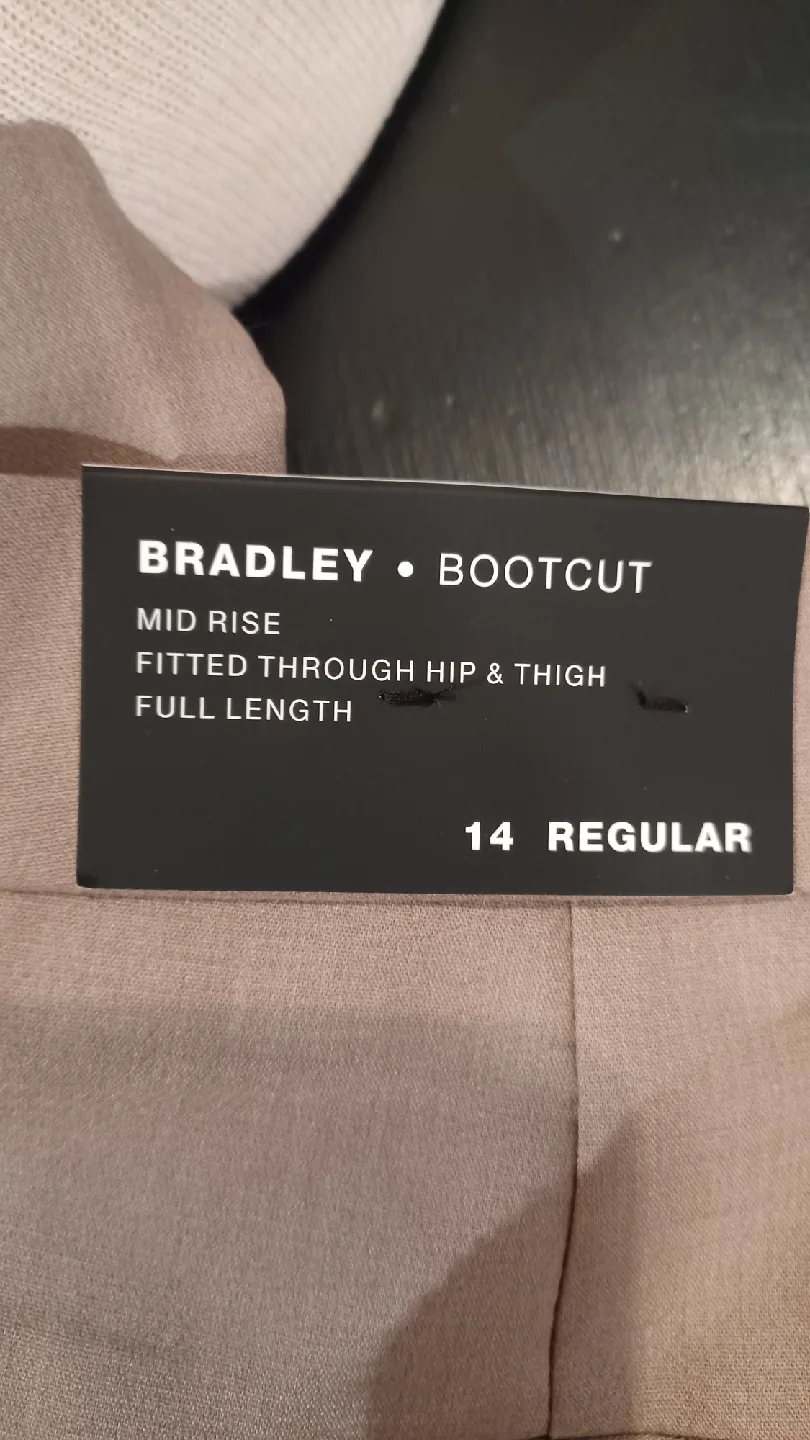 BRADLEY • BOOTCUT
MID RISE
FITTED THROUGH HIP & THIGH
FULL LENGTH
14 REGULAR